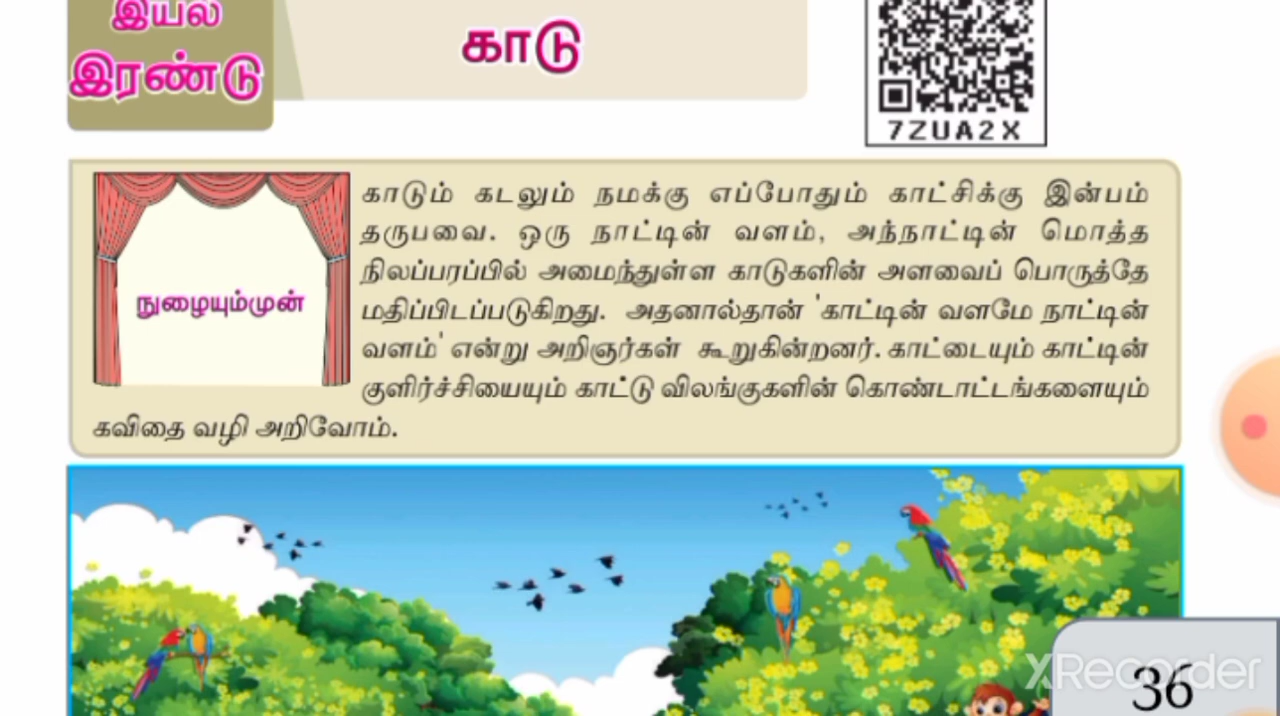 இயல்
இரண்டு
காடு
7ZUA2X
நுழையும்முன்
காடும் கடலும் நமக்கு எப்போதும் காட்சிக்கு இன்பம்
தருபவை. ஒரு நாட்டின் வளம், அந்நாட்டின் மொத்த
நிலப்பரப்பில் அமைந்துள்ள காடுகளின் அளவைப் பொருத்தே
மதிப்பிடப்படுகிறது. அதனால்தான் 'காட்டின் வளமே நாட்டின்
வளம்' என்று அறிஞர்கள் கூறுகின்றனர். காட்டையும் காட்டின்
குளிர்ச்சியையும் காட்டு விலங்குகளின் கொண்டாட்டங்களையும்
கவிதை வழி அறிவோம்.
XRecorder
36